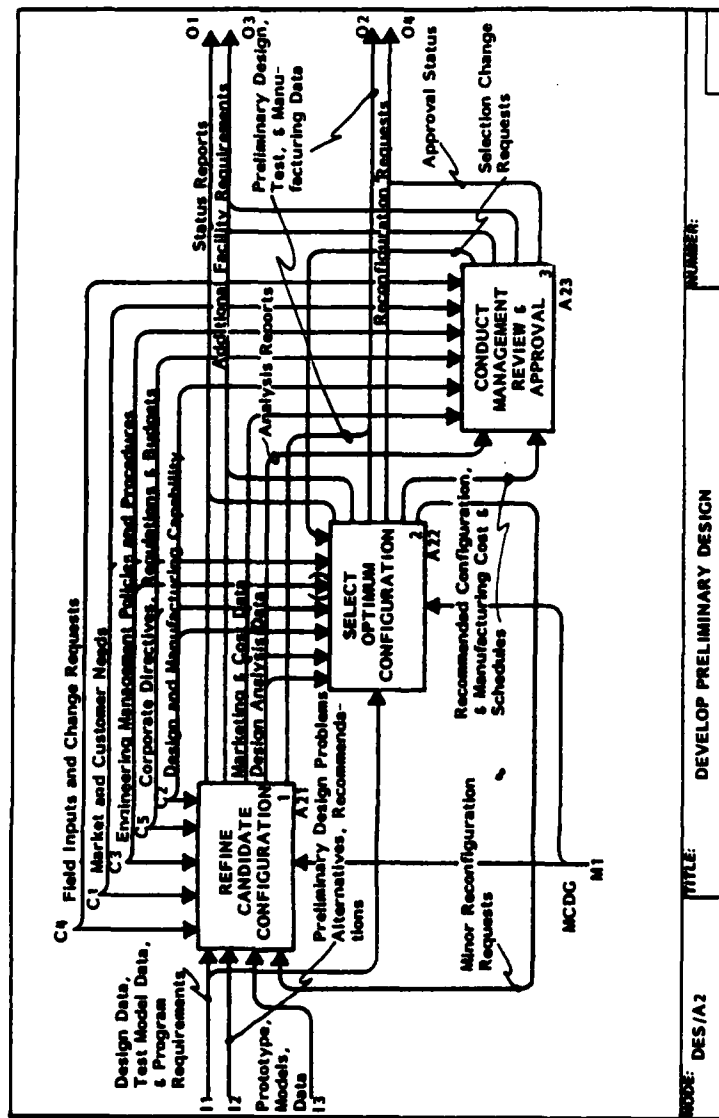 C4
Field Inputs and Change Requests
C1
Market and Customer Needs
C3
Engineering Management Policies and Procedures
C5
Corporate Directives, Regulations & Budgets
C2
Design and Manufacturing Capability
Design Data,
Test Model Data,
& Program
Requirements
I1
I2
Prototype,
Models,
Data
I3
REFINE
CANDIDATE
CONFIGURATION
1
A21
Marketing & Cost Data
Design Analysis Data
Preliminary Design Problems
Alternatives, Recommenda-
tions
SELECT
OPTIMUM
CONFIGURATION
2
A22
Analysis Reports
CONDUCT
MANAGEMENT
REVIEW &
APPROVAL
3
A23
Status Reports
O1
Additional Facility Requirements
O3
Preliminary Design,
Test, & Manu-
facturing Data
O2
Reconfiguration Requests
O4
Approval Status
Selection Change
Requests
Recommended Configuration,
& Manufacturing Cost &
Schedules
Minor Reconfiguration
Requests
MCDG
M1
NODE: DES/A2
TITLE:
DEVELOP PRELIMINARY DESIGN
NUMBER: